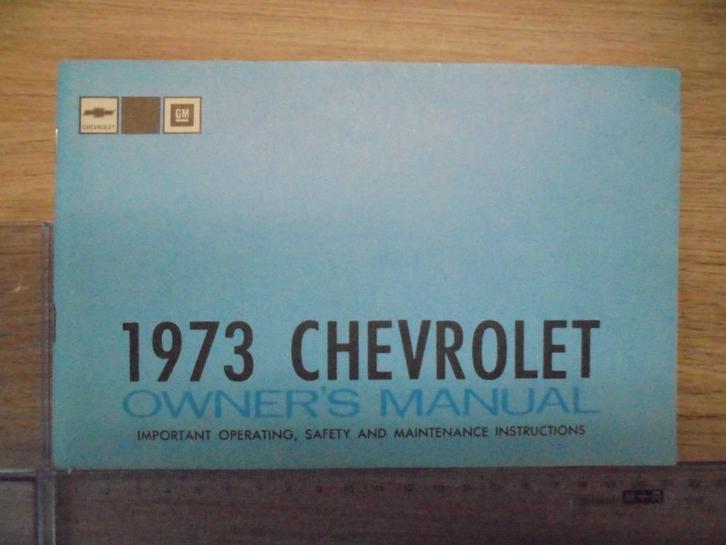 CHEVROLET
GM
1973 CHEVROLET
OWNER'S MANUAL
IMPORTANT OPERATING, SAFETY AND MAINTENANCE INSTRUCTIONS